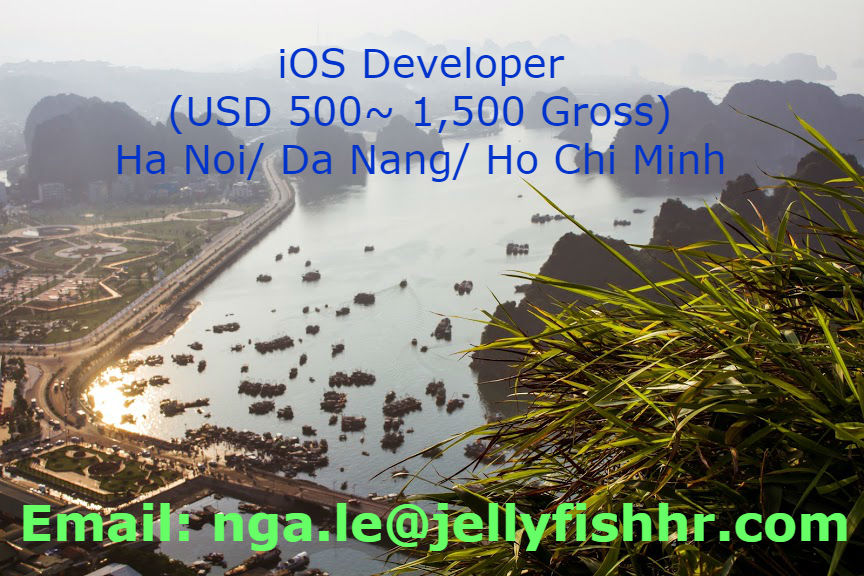 iOS Developer
(USD 500~ 1,500 Gross)
Ha Noi/ Da Nang/ Ho Chi Minh
Email: nga.le@jellyfishhr.com